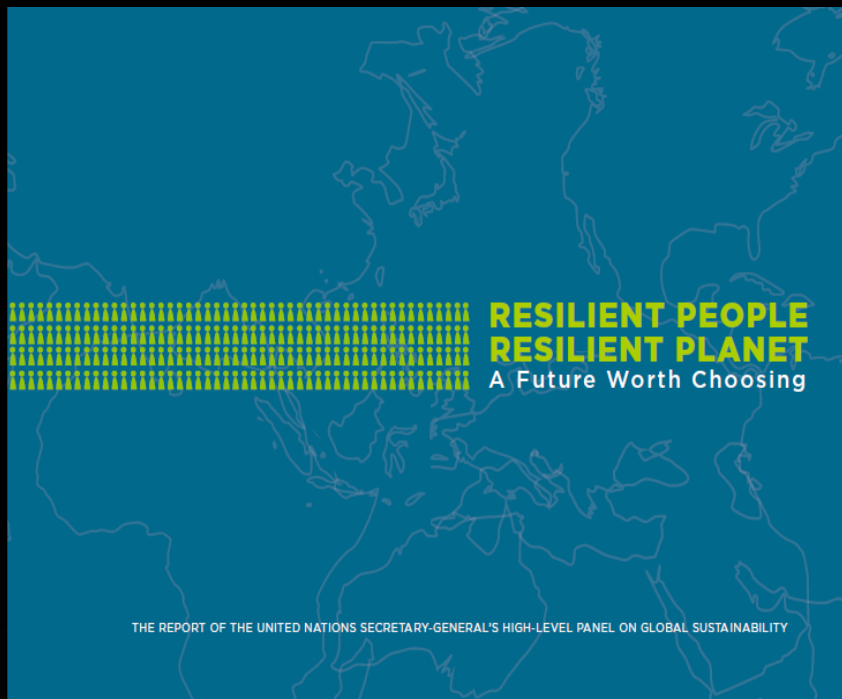 RESILIENT PEOPLE
RESILIENT PLANET
A Future Worth Choosing
THE REPORT OF THE UNITED NATIONS SECRETARY-GENERAL'S HIGH-LEVEL PANEL ON GLOBAL SUSTAINABILITY